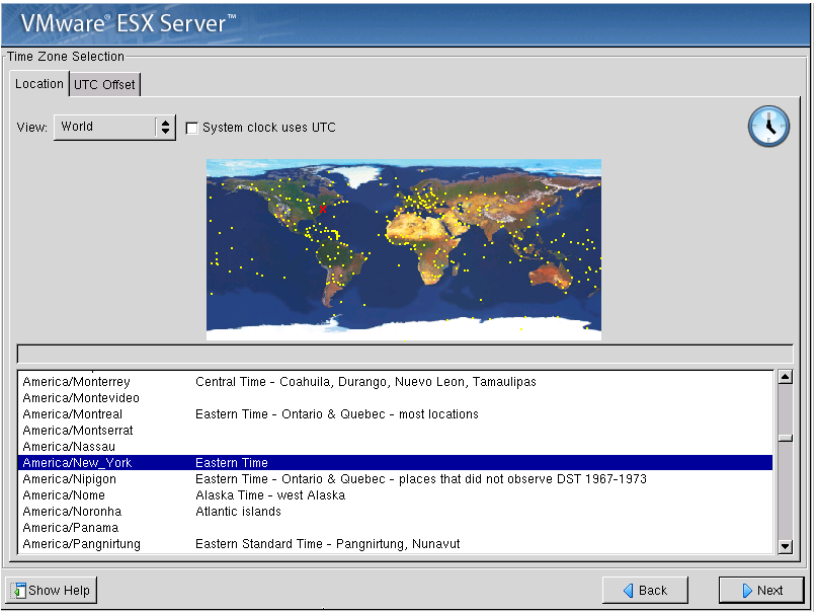 VMware® ESX Server™
Time Zone Selection
Location UTC Offset
View: World System clock uses UTC
America/Monterrey Central Time - Coahuila, Durango, Nuevo Leon, Tamaulipas
America/Montevideo
America/Montreal Eastern Time - Ontario & Quebec - most locations
America/Montserrat
America/Nassau
America/New_York Eastern Time
America/Nipigon Eastern Time - Ontario & Quebec - places that did not observe DST 1967-1973
America/Nome Alaska Time - west Alaska
America/Noronha Atlantic islands
America/Panama
America/Pangnirtung Eastern Standard Time - Pangnirtung, Nunavut
Show Help Back Next